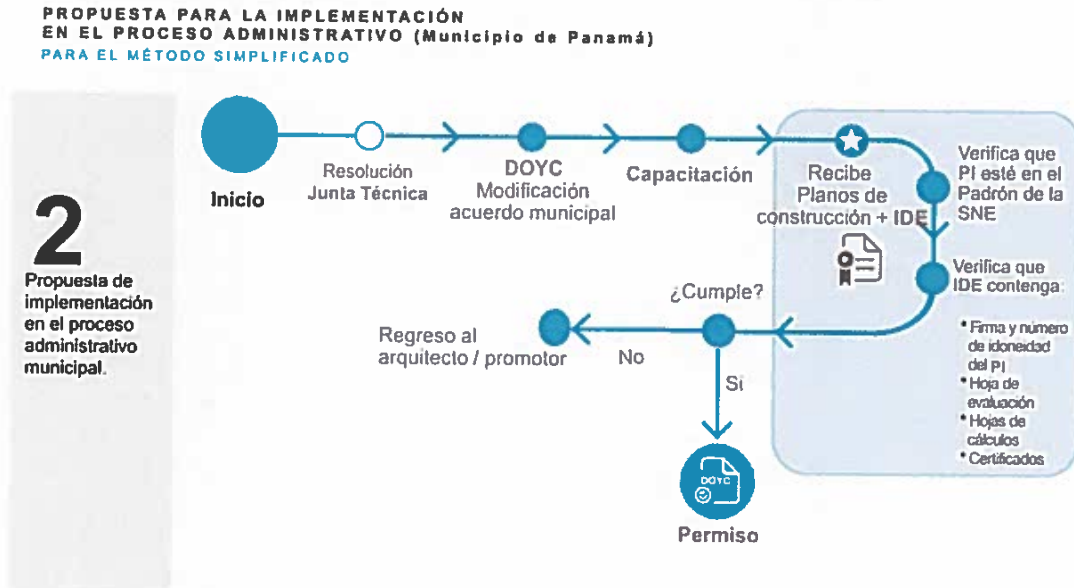 PROPUESTA PARA LA IMPLEMENTACIÓN
EN EL PROCESO ADMINISTRATIVO (Municipio de Panamá)
PARA EL MÉTODO SIMPLIFICADO
2
Propuesta de
implementación
en el proceso
administrativo
municipal.
Inicio
Resolución
Junta Técnica
DOYC
Modificación
acuerdo municipal
Capacitación
Recibe
Planos de
construcción + IDE
Verifica que
PI esté en el
Padrón de la
SNE
Verifica que
IDE contenga:
* Firma y número
de idoneidad
del PI
* Hoja de
evaluación
* Hojas de
cálculos
* Certificados
¿Cumple?
No
Regreso al
arquitecto / promotor
Sí
DOYC
Permiso